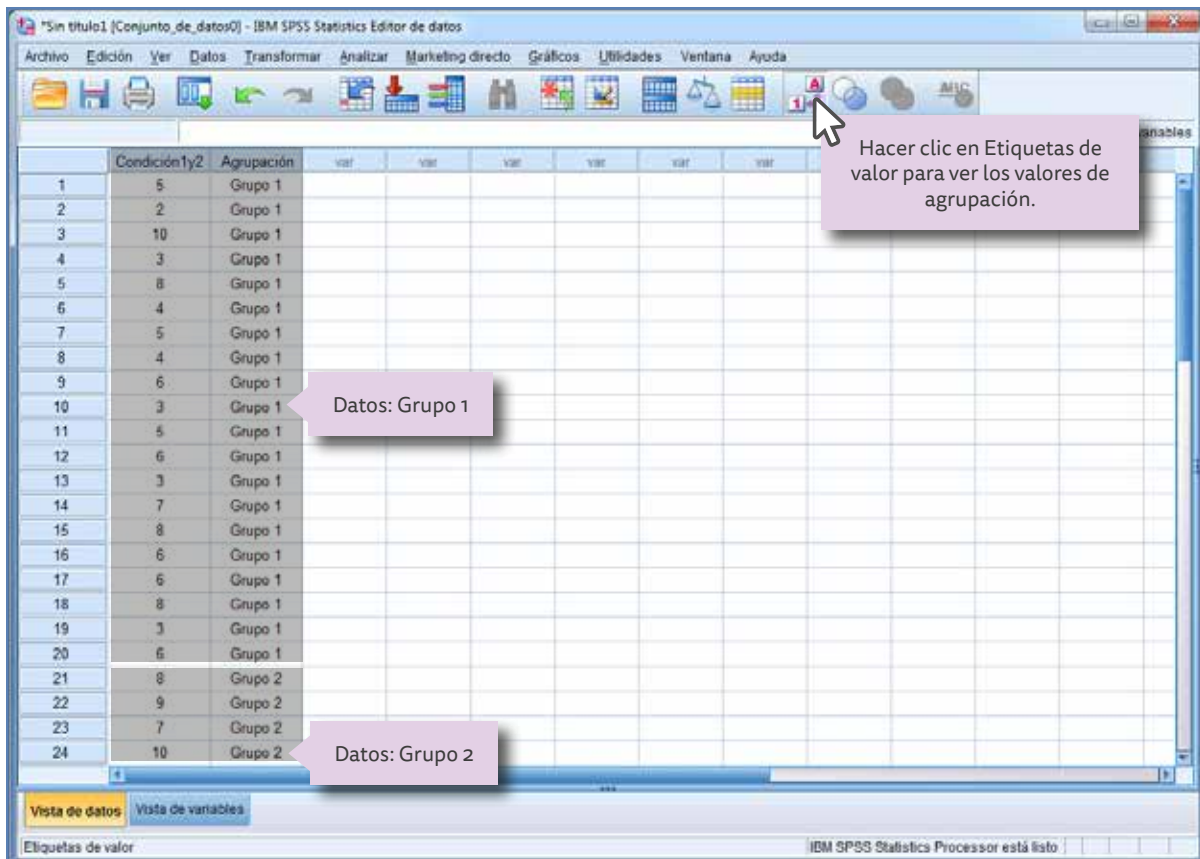 *Sin título1 [Conjunto_de_datos0] - IBM SPSS Statistics Editor de datos
Archivo Edición Ver Datos Transformar Analizar Marketing directo Gráficos Utilidades Ventana Ayuda
Hacer clic en Etiquetas de
valor para ver los valores de
agrupación.
Condición1y2 Agrupación var var var var var var
1 5 Grupo 1
2 2 Grupo 1
3 10 Grupo 1
4 3 Grupo 1
5 8 Grupo 1
6 4 Grupo 1
7 5 Grupo 1
8 4 Grupo 1
9 6 Grupo 1
10 3 Grupo 1
Datos: Grupo 1
11 5 Grupo 1
12 6 Grupo 1
13 3 Grupo 1
14 7 Grupo 1
15 8 Grupo 1
16 6 Grupo 1
17 6 Grupo 1
18 8 Grupo 1
19 3 Grupo 1
20 6 Grupo 1
21 8 Grupo 2
22 9 Grupo 2
23 7 Grupo 2
24 10 Grupo 2
Datos: Grupo 2
Vista de datos Vista de variables
Etiquetas de valor IBM SPSS Statistics Processor está listo